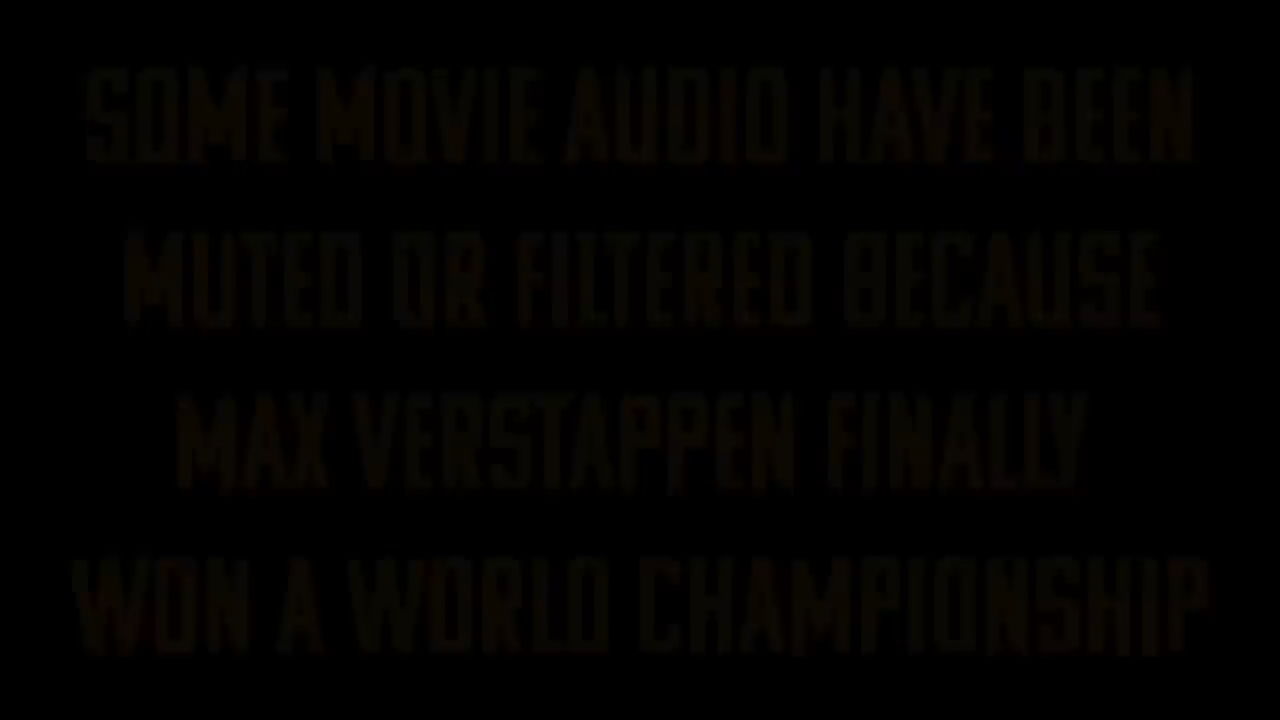 SOME MOVIE AUDIO HAVE BEEN
MUTED OR FILTERED BECAUSE
MAX VERSTAPPEN FINALLY
WON A WORLD CHAMPIONSHIP